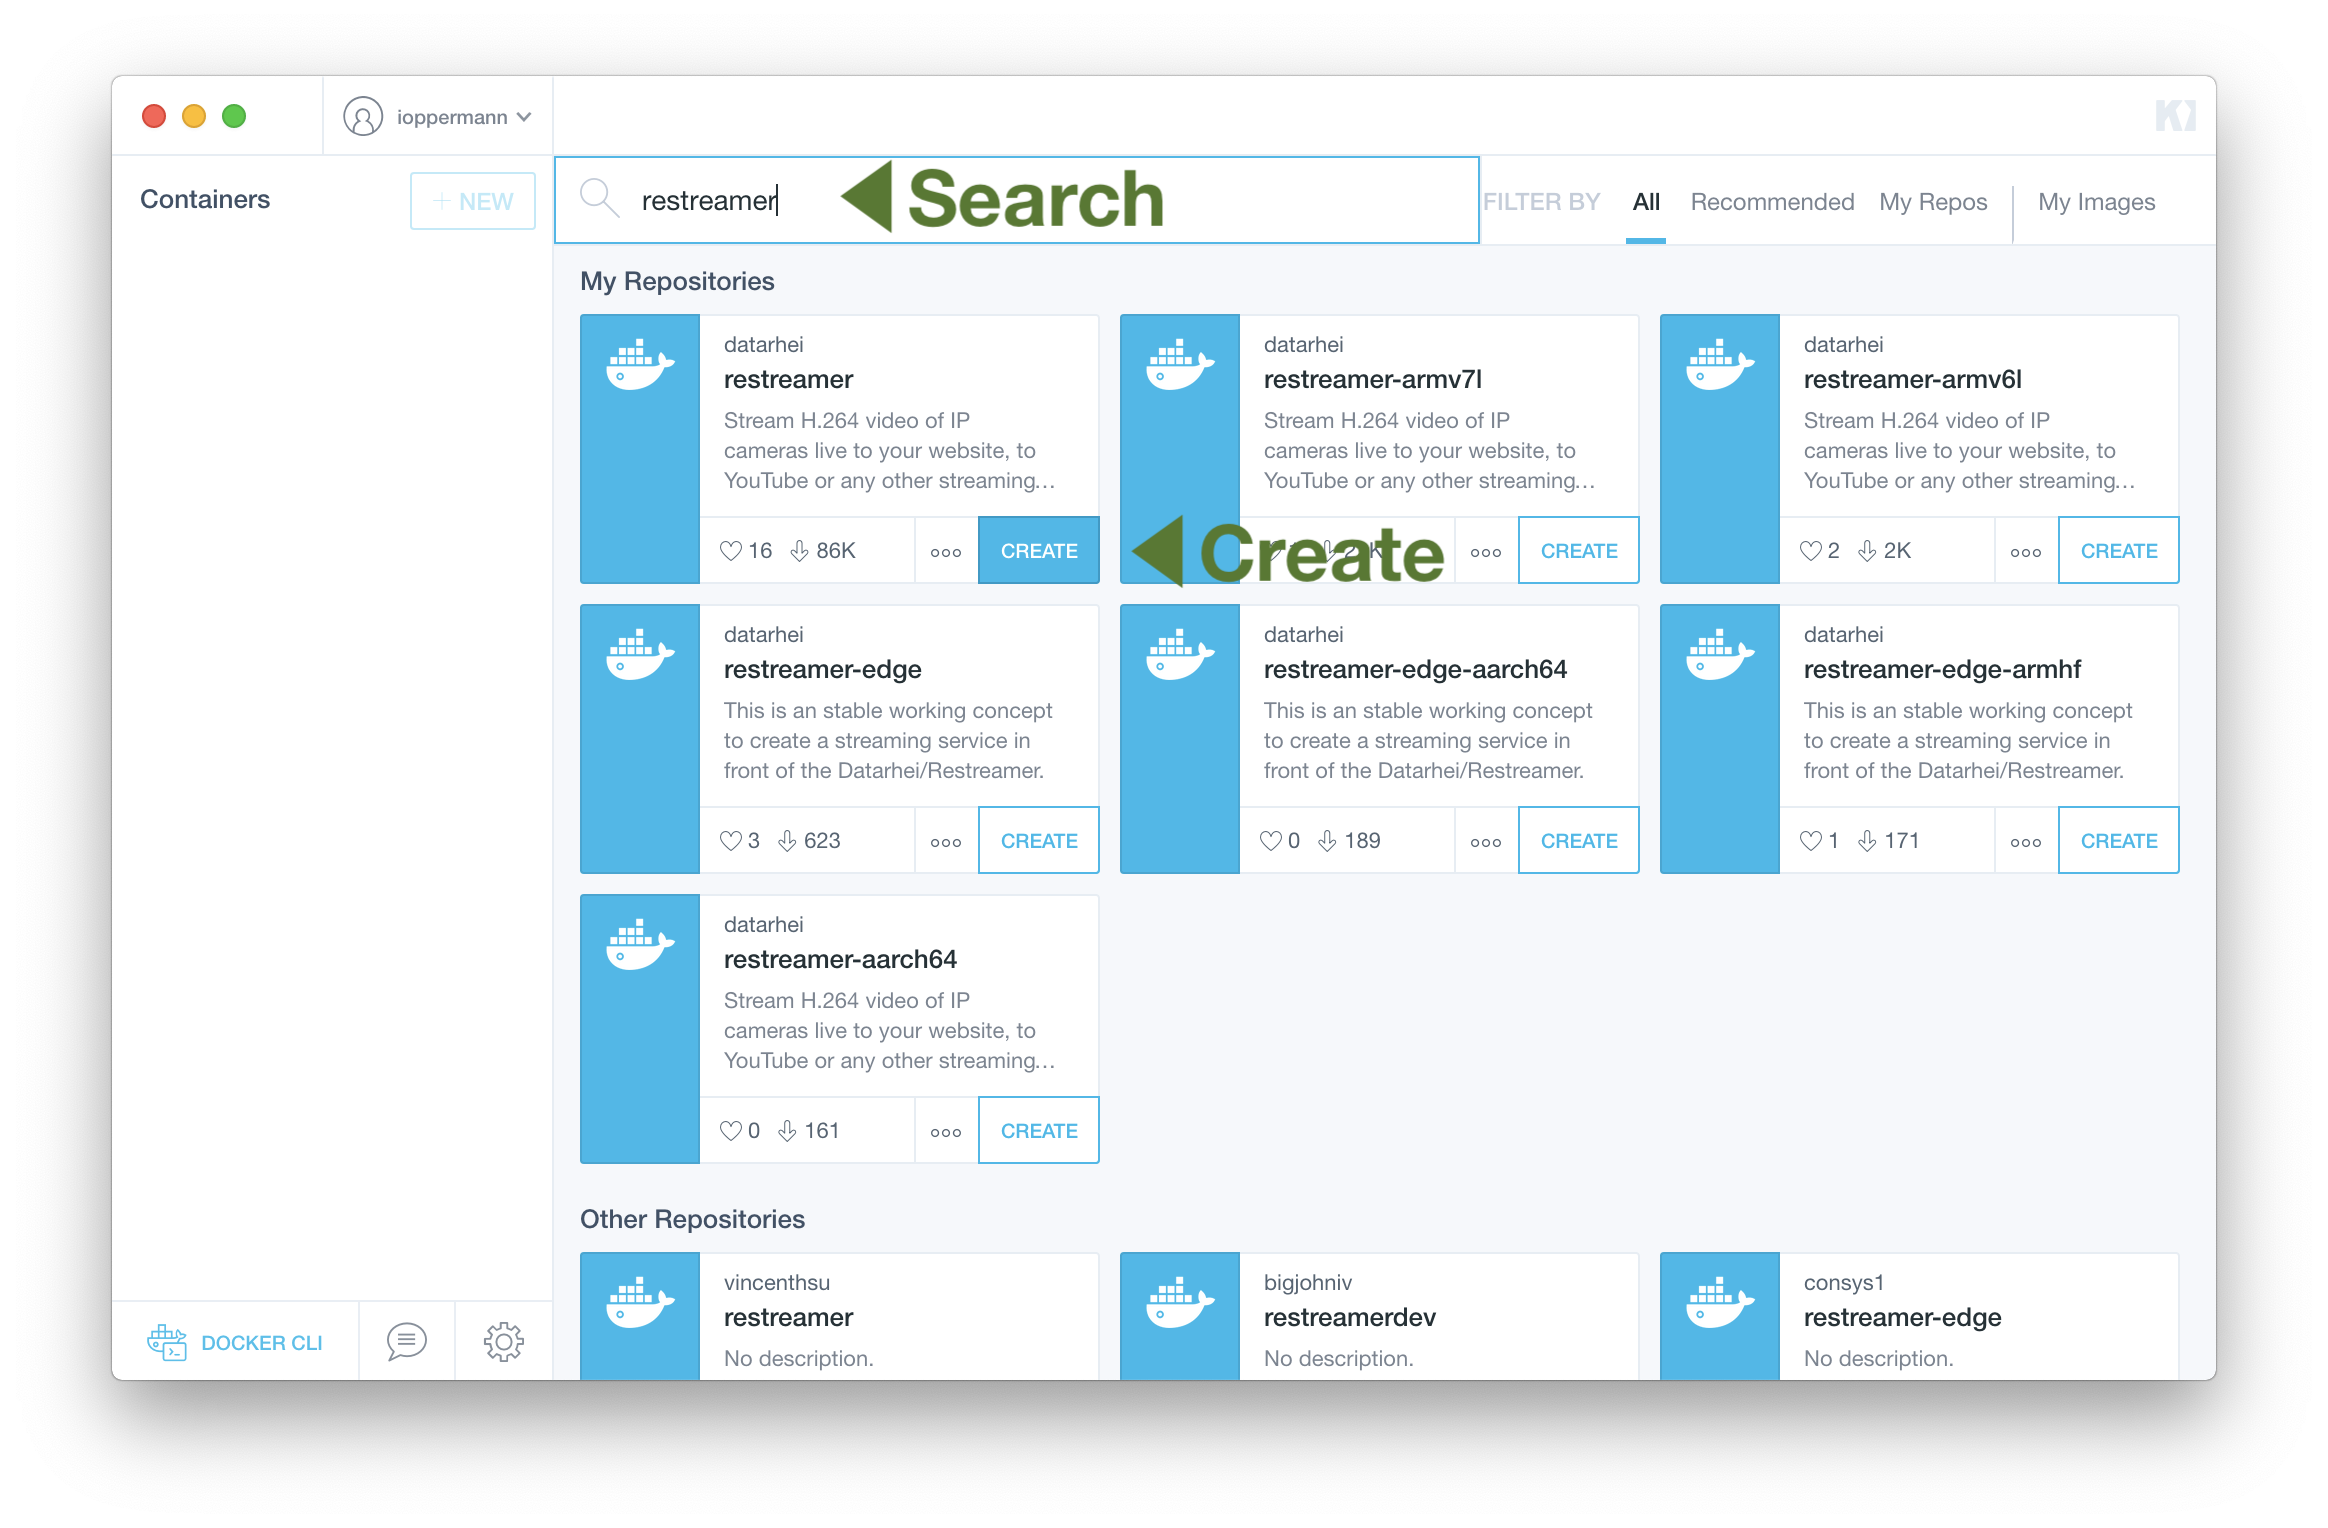 ioppermann
Containers
+ NEW
restreamer
Search
FILTER BY
All
Recommended
My Repos
My Images
My Repositories
datarhei
restreamer
Stream H.264 video of IP
cameras live to your website, to
YouTube or any other streaming...
16
86K
CREATE
datarhei
restreamer-armv7l
Stream H.264 video of IP
cameras live to your website, to
YouTube or any other streaming...
Create
CREATE
datarhei
restreamer-armv6l
Stream H.264 video of IP
cameras live to your website, to
YouTube or any other streaming...
2
2K
CREATE
datarhei
restreamer-edge
This is an stable working concept
to create a streaming service in
front of the Datarhei/Restreamer.
3
623
CREATE
datarhei
restreamer-edge-aarch64
This is an stable working concept
to create a streaming service in
front of the Datarhei/Restreamer.
0
189
CREATE
datarhei
restreamer-edge-armhf
This is an stable working concept
to create a streaming service in
front of the Datarhei/Restreamer.
1
171
CREATE
datarhei
restreamer-aarch64
Stream H.264 video of IP
cameras live to your website, to
YouTube or any other streaming...
0
161
CREATE
Other Repositories
vincenthsu
restreamer
No description.
bigjohniv
restreamerdev
No description.
consys1
restreamer-edge
No description.
DOCKER CLI